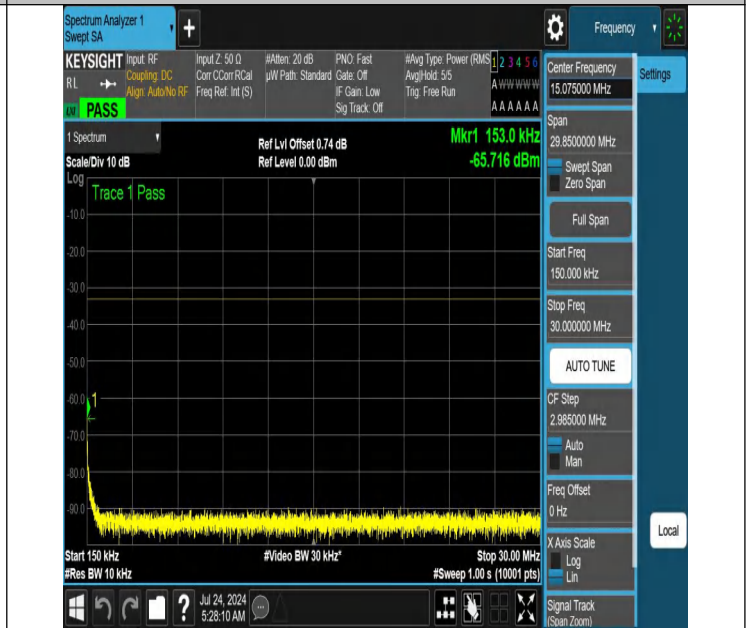 Spectrum Analyzer 1
Swept SA
+
Frequency
KEYSIGHT
RL
PASS
Input: RF
Coupling: DC
Align: Auto/No RF
Input Z: 50 Ω
Corr CCorr RCal
Freq Ref: Int (S)
#Atten: 20 dB
µW Path: Standard
PNO: Fast
Gate: Off
IF Gain: Low
Sig Track: Off
#Avg Type: Power (RMS
Avg|Hold: 5/5
Trig: Free Run
1 2 3 4 5 6
A W W W W W
A A A A A A
1 Spectrum
Scale/Div 10 dB
Ref Lvl Offset 0.74 dB
Ref Level 0.00 dBm
Mkr1 153.0 kHz
-65.716 dBm
Log
Trace 1 Pass
-10.0
-20.0
-30.0
-40.0
-50.0
-60.0
1
-70.0
-80.0
-90.0
Start 150 kHz
#Res BW 10 kHz
#Video BW 30 kHz*
Stop 30.00 MHz
#Sweep 1.00 s (10001 pts)
?
Jul 24, 2024
5:28:10 AM
Center Frequency
15.075000 MHz
Settings
Span
29.8500000 MHz
Swept Span
Zero Span
Full Span
Start Freq
150.000 kHz
Stop Freq
30.000000 MHz
AUTO TUNE
CF Step
2.985000 MHz
Auto
Man
Freq Offset
0 Hz
Local
X Axis Scale
Log
Lin
Signal Track
(Span Zoom)